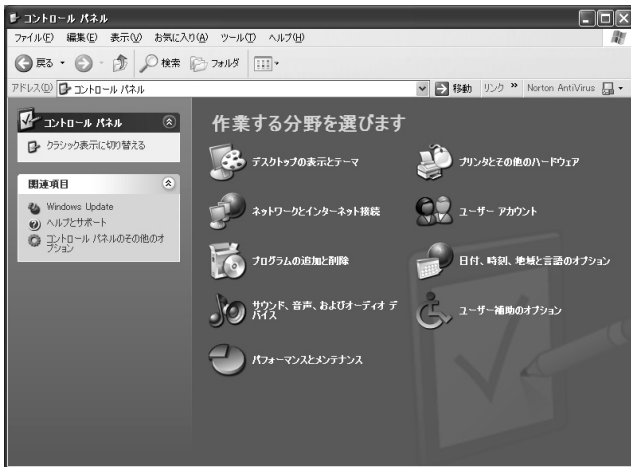 コントロール パネル
ファイル(F) 編集(E) 表示(V) お気に入り(A) ツール(T) ヘルプ(H)
戻る 検索 フォルダ
アドレス(D) コントロール パネル 移動 リンク » Norton AntiVirus
コントロール パネル
クラシック表示に切り替える
関連項目
Windows Update
ヘルプとサポート
コントロール パネルのその他のオ
プション
作業する分野を選びます
デスクトップの表示とテーマ
プリンタとその他のハードウェア
ネットワークとインターネット接続
ユーザー アカウント
プログラムの追加と削除
日付、時刻、地域と言語のオプション
サウンド、音声、およびオーディオ デ
バイス
ユーザー補助のオプション
パフォーマンスとメンテナンス